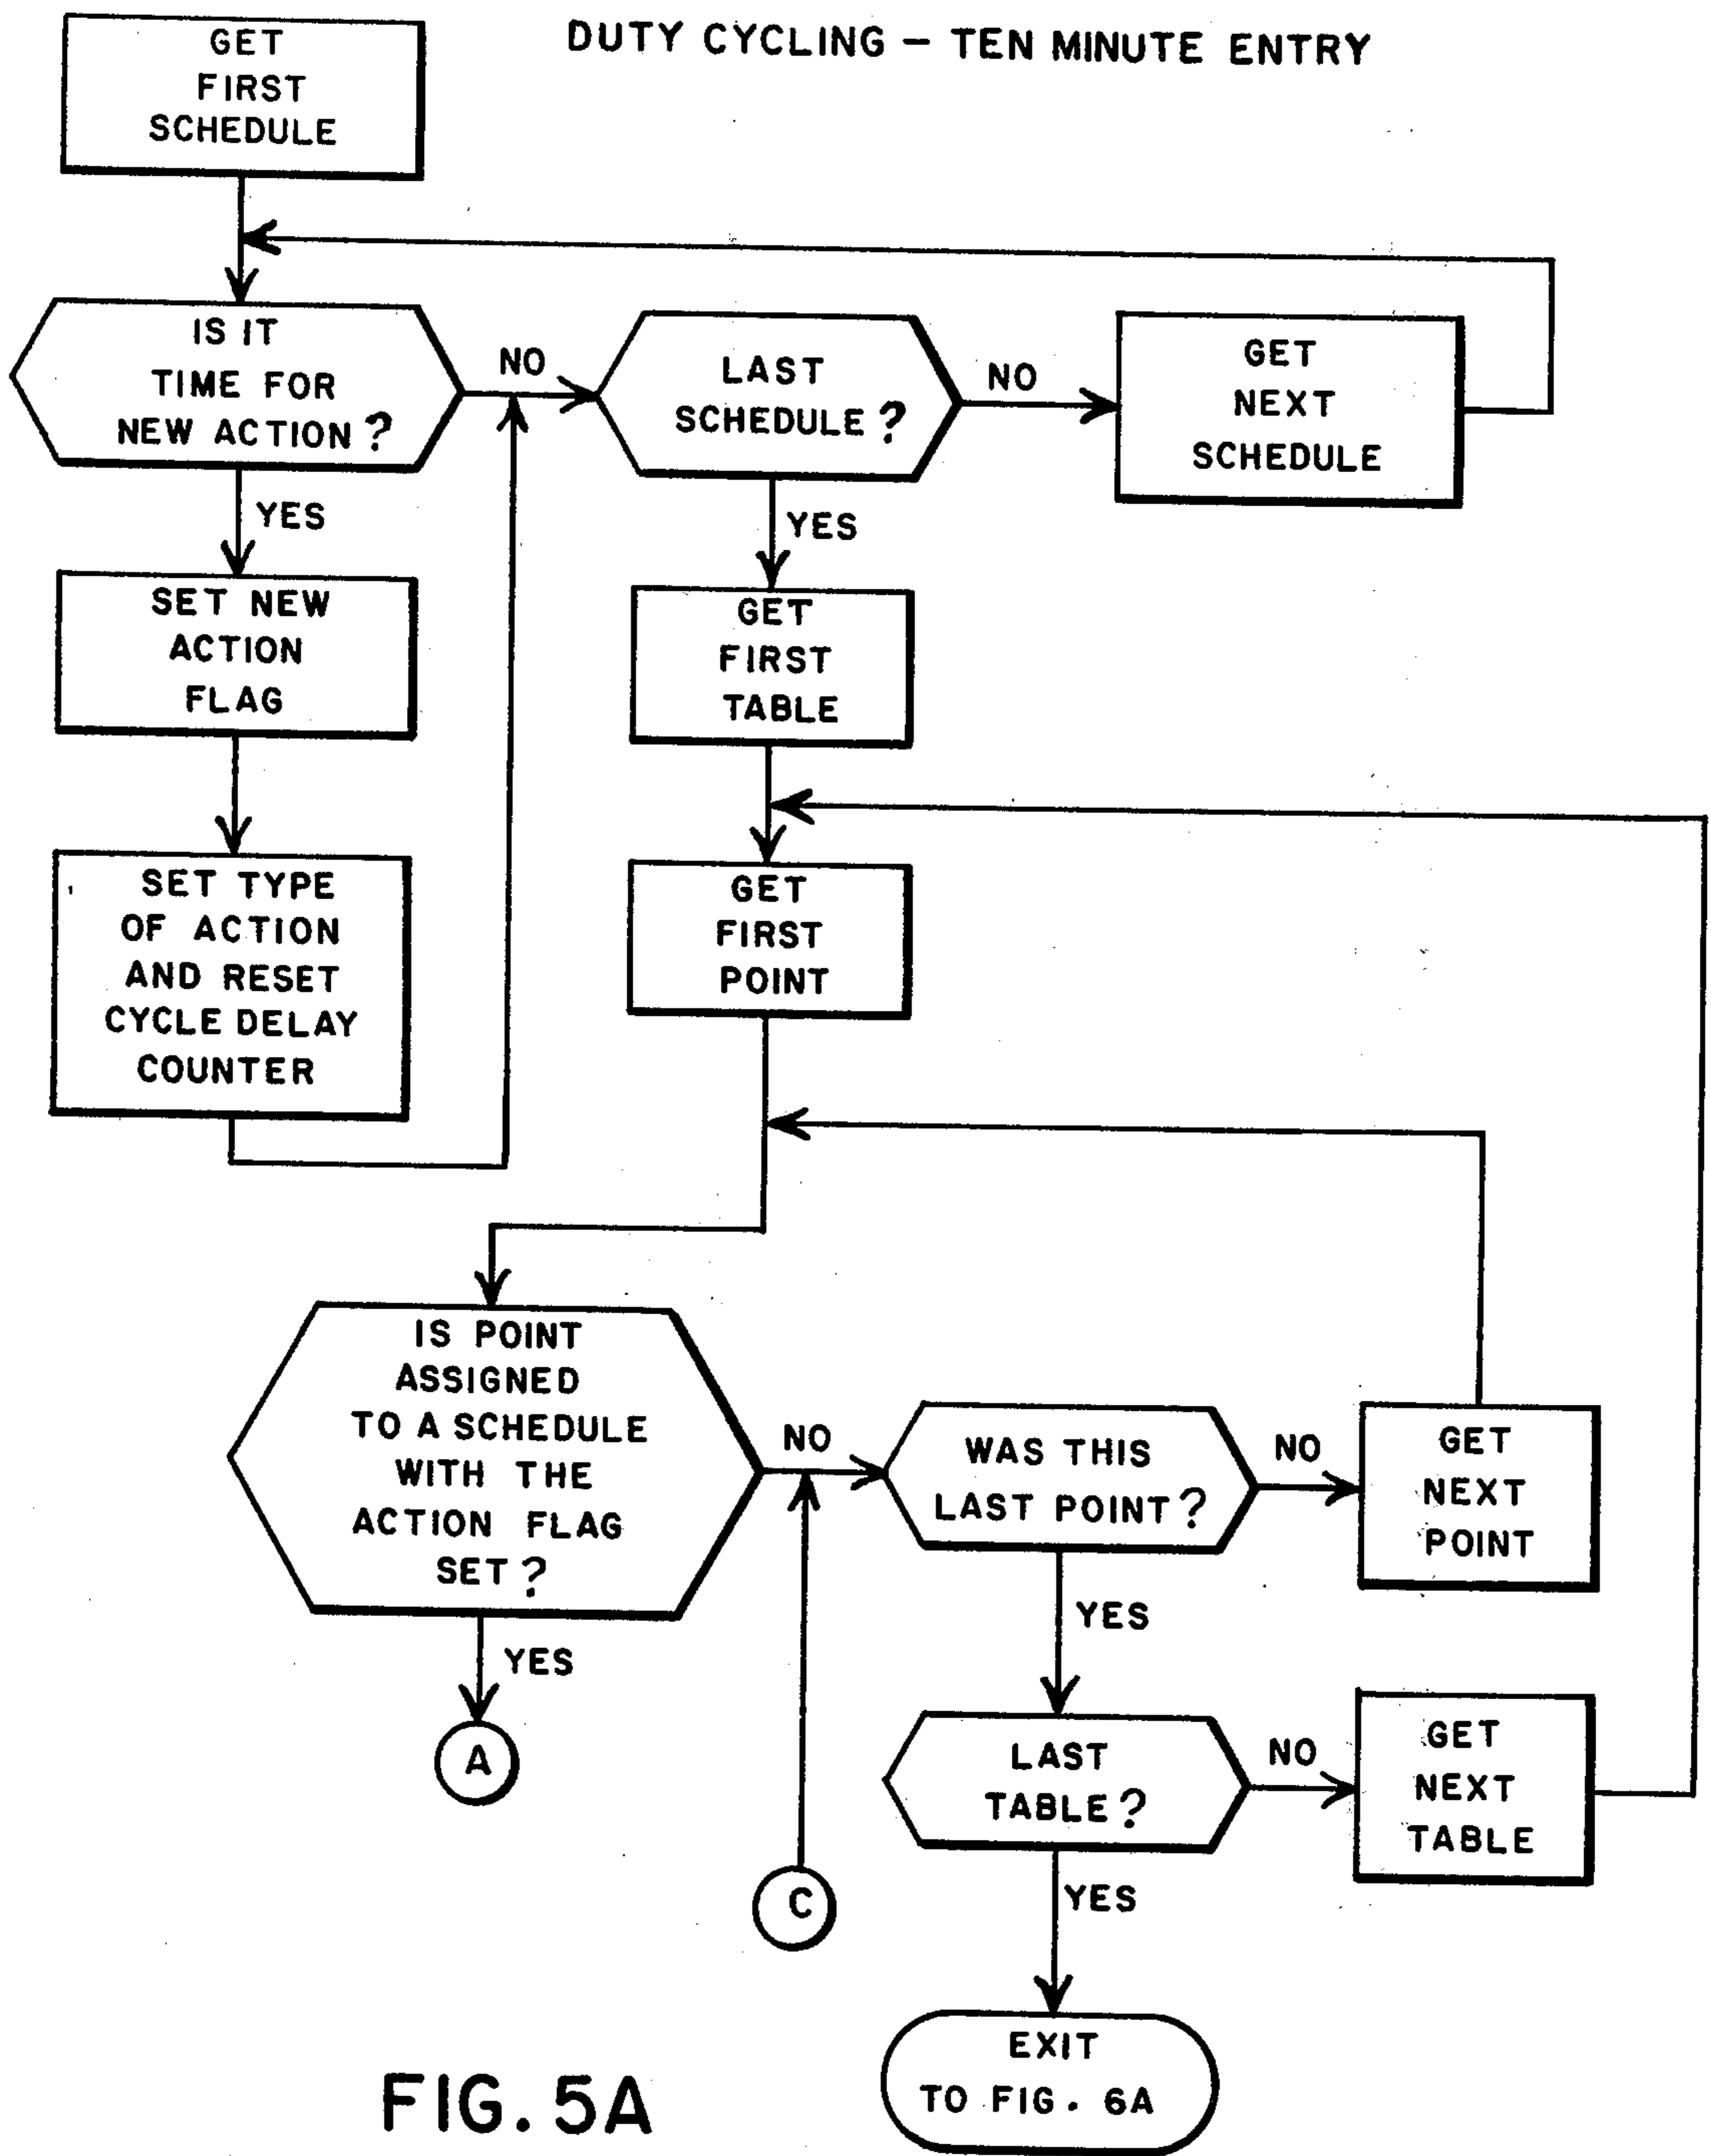 DUTY CYCLING – TEN MINUTE ENTRY
GET
FIRST
SCHEDULE
IS IT
TIME FOR
NEW ACTION?
NO
LAST
SCHEDULE?
NO
GET
NEXT
SCHEDULE
YES
YES
SET NEW
ACTION
FLAG
GET
FIRST
TABLE
SET TYPE
OF ACTION
AND RESET
CYCLE DELAY
COUNTER
GET
FIRST
POINT
IS POINT
ASSIGNED
TO A SCHEDULE
WITH THE
ACTION FLAG
SET?
NO
WAS THIS
LAST POINT?
NO
GET
NEXT
POINT
YES
YES
A
LAST
TABLE?
NO
GET
NEXT
TABLE
C
YES
EXIT
TO FIG. 6A
FIG. 5A